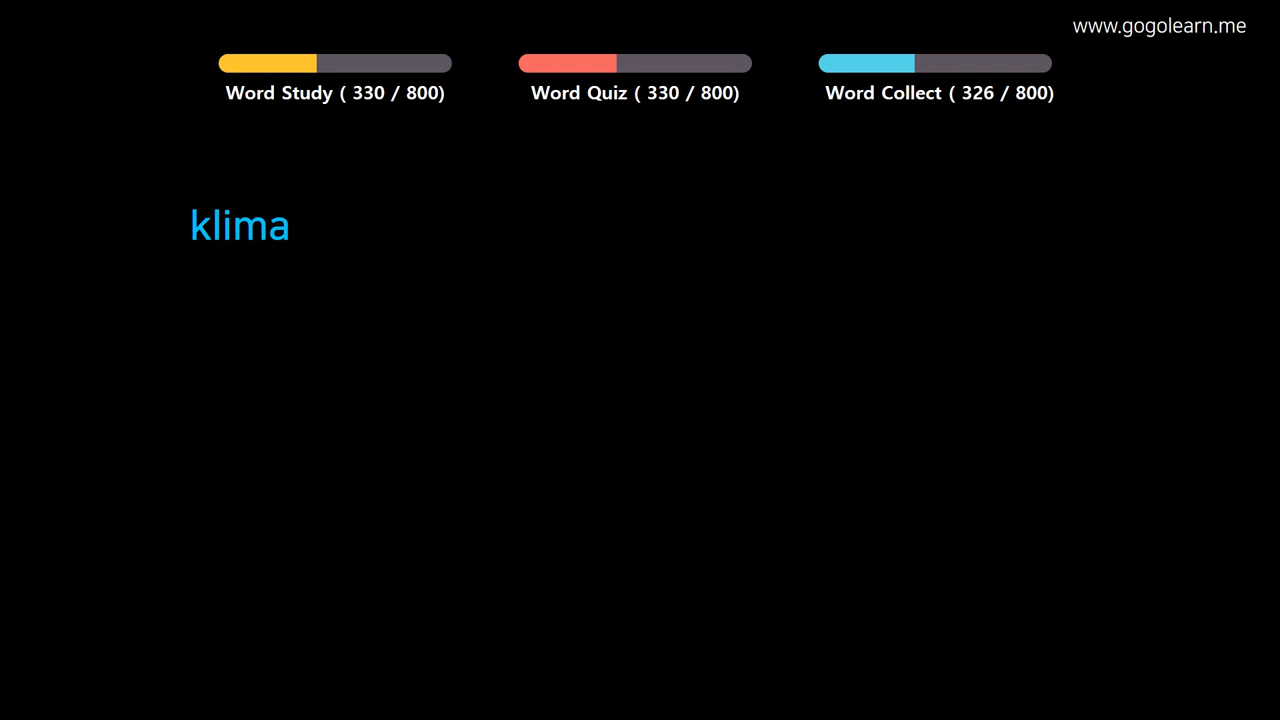 www.gogolearn.me
Word Study ( 330 / 800)
Word Quiz ( 330 / 800)
Word Collect ( 326 / 800)
klima